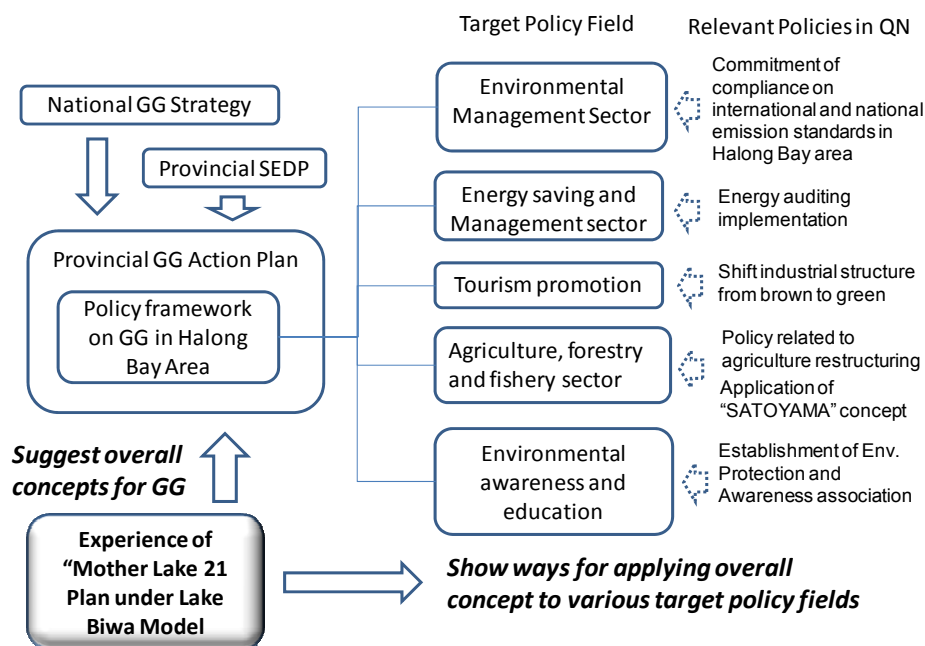 Target Policy Field
Relevant Policies in QN
National GG Strategy
Provincial SEDP
Provincial GG Action Plan
Policy framework
on GG in Halong
Bay Area
Suggest overall
concepts for GG
Experience of
“Mother Lake 21
Plan under Lake
Biwa Model
Environmental
Management Sector
Commitment of
compliance on
international and
national
emission standards in
Halong Bay area
Energy saving and
Management sector
Energy auditing
implementation
Tourism promotion
Shift industrial structure
from brown to green
Agriculture, forestry
and fishery sector
Policy related to
agriculture restructuring
Application of
“SATOYAMA” concept
Environmental
awareness and
education
Establishment of Env.
Protection and
Awareness association
Show ways for applying overall
concept to various target policy fields